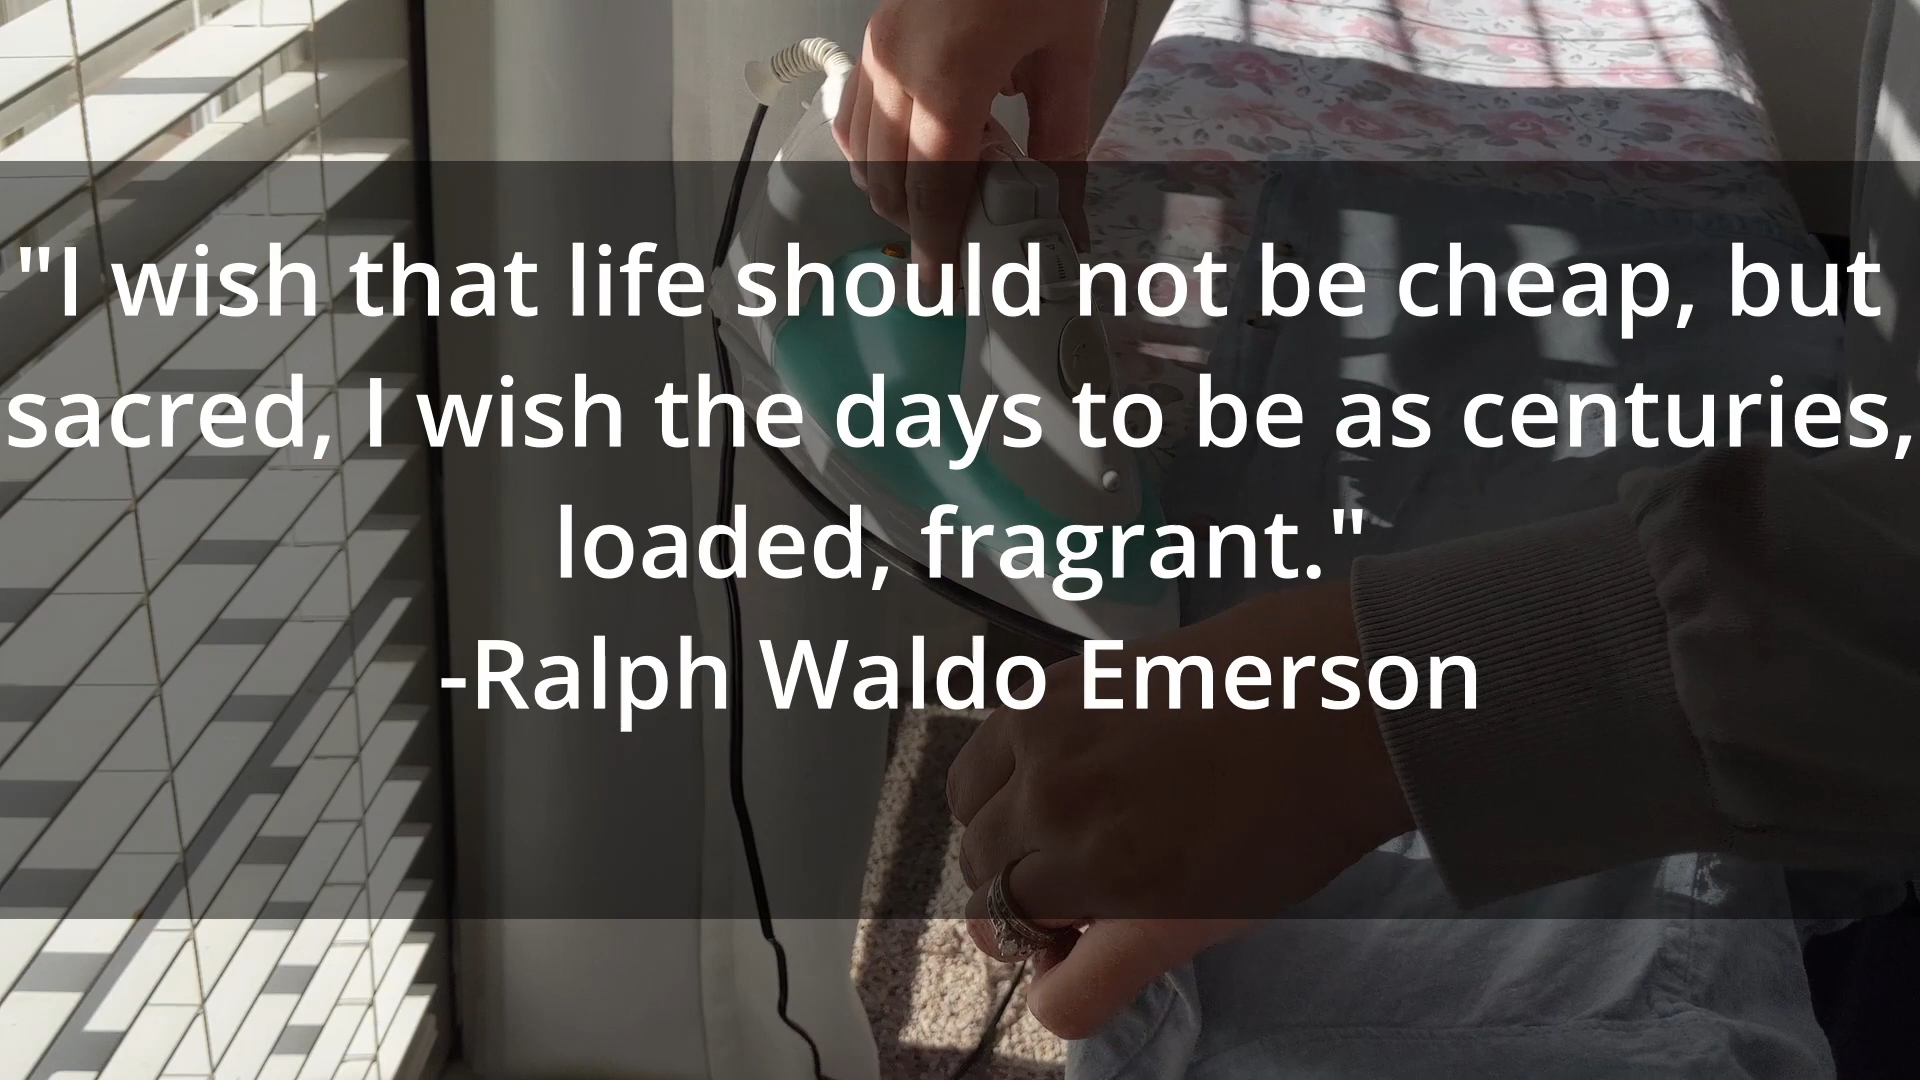 "I wish that life should not be cheap, but
sacred, I wish the days to be as centuries,
loaded, fragrant."
-Ralph Waldo Emerson